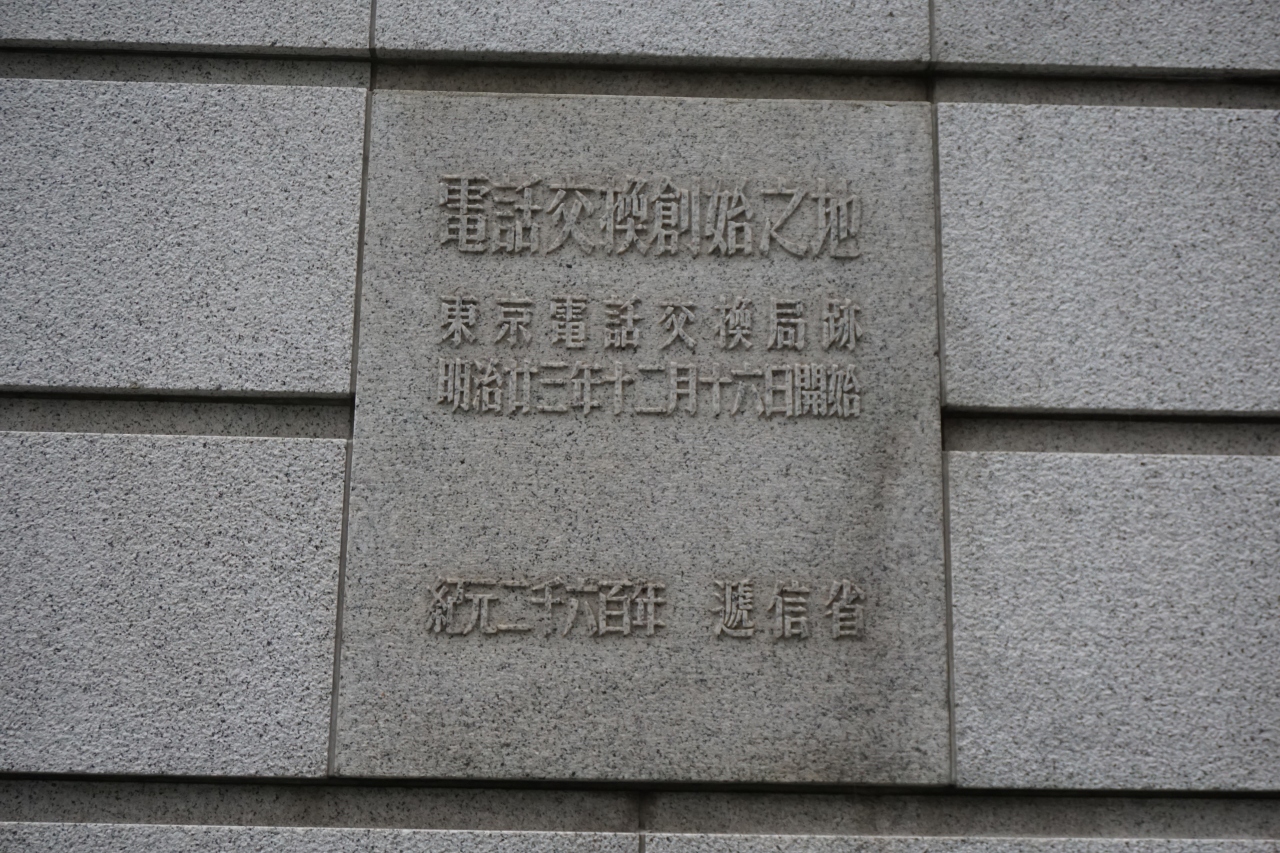 電話交換創始之地
東京電話交換局跡
明治廿三年十二月十六日開始
紀元二千六百年 遞信省